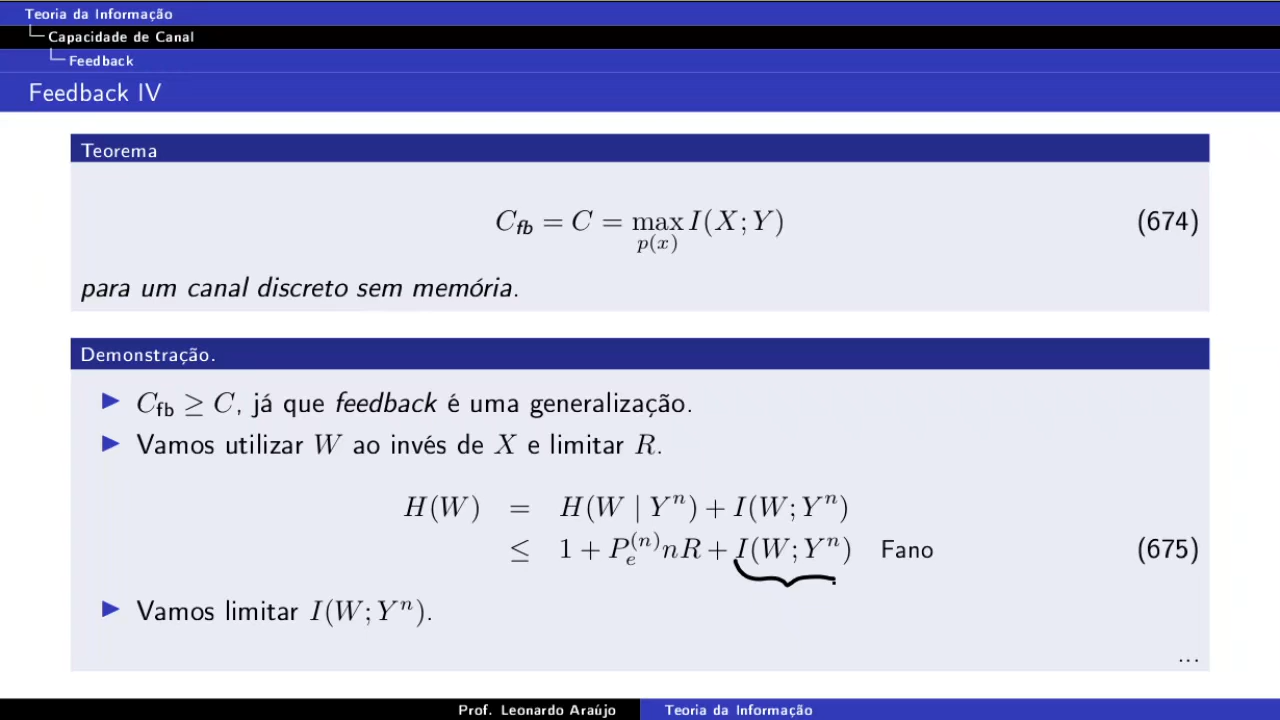 Teoria da Informação
Capacidade de Canal
Feedback
Feedback IV
Teorema
C_fb = C = max_{p(x)} I(X; Y) (674)
para um canal discreto sem memória.
Demonstração.
C_fb ≥ C, já que feedback é uma generalização.
Vamos utilizar W ao invés de X e limitar R.
H(W) = H(W | Y^n) + I(W; Y^n)
≤ 1 + P_e^{(n)} nR + I(W; Y^n) Fano (675)
Vamos limitar I(W; Y^n).
...
Prof. Leonardo Araújo Teoria da Informação